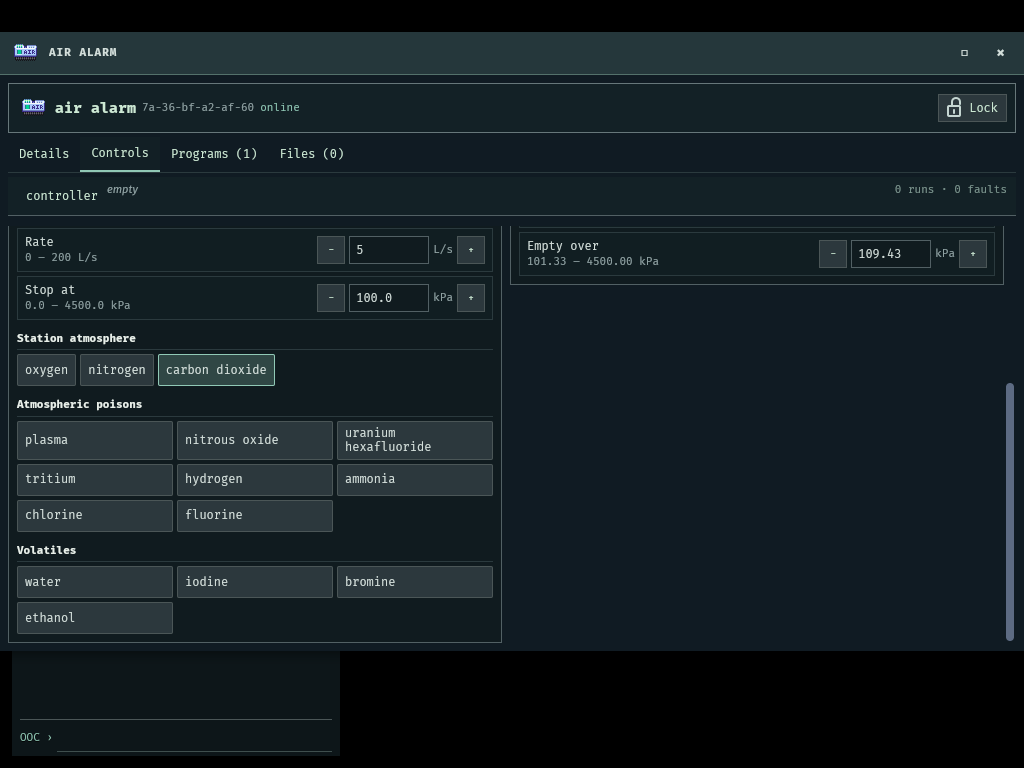 AIR ALARM
air alarm 7a-36-bf-a2-af-60 online
Lock
Details
Controls
Programs (1)
Files (0)
controller empty
0 runs · 0 faults
Rate
0 — 200 L/s
- 5 L/s +
Stop at
0.0 — 4500.0 kPa
- 100.0 kPa +
Station atmosphere
oxygen
nitrogen
carbon dioxide
Atmospheric poisons
plasma
nitrous oxide
uranium
hexafluoride
tritium
hydrogen
ammonia
chlorine
fluorine
Volatiles
water
iodine
bromine
ethanol
Empty over
101.33 — 4500.00 kPa
- 109.43 kPa +
OOC ›